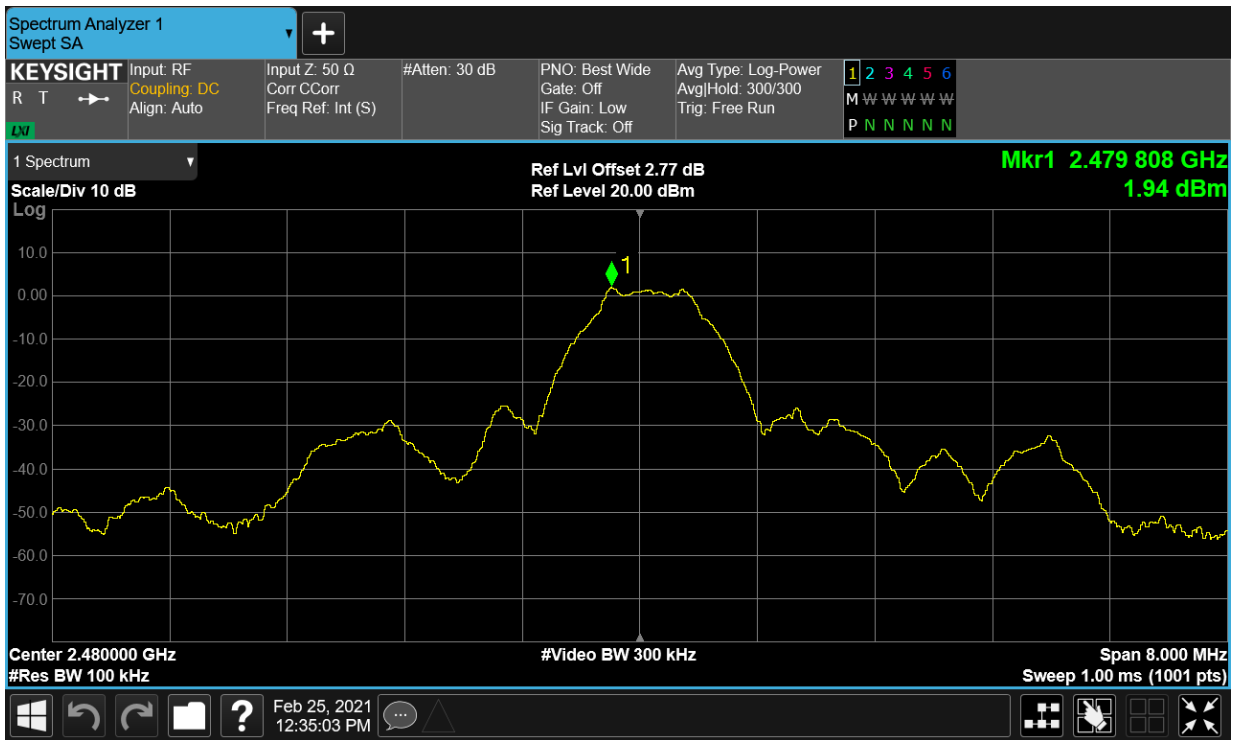 Spectrum Analyzer 1
Swept SA
▼
+
KEYSIGHT Input: RF Input Z: 50 Ω #Atten: 30 dB PNO: Best Wide Avg Type: Log-Power 1 2 3 4 5 6
R T Coupling: DC Corr CCorr Gate: Off Avg|Hold: 300/300 M W W W W W
Align: Auto Freq Ref: Int (S) IF Gain: Low Trig: Free Run
LXI Sig Track: Off P N N N N N
1 Spectrum ▼ Ref Lvl Offset 2.77 dB Mkr1 2.479 808 GHz
Scale/Div 10 dB Ref Level 20.00 dBm 1.94 dBm
Log
10.0
1
0.00
-10.0
-20.0
-30.0
-40.0
-50.0
-60.0
-70.0
Center 2.480000 GHz #Video BW 300 kHz Span 8.000 MHz
#Res BW 100 kHz Sweep 1.00 ms (1001 pts)
? Feb 25, 2021
12:35:03 PM